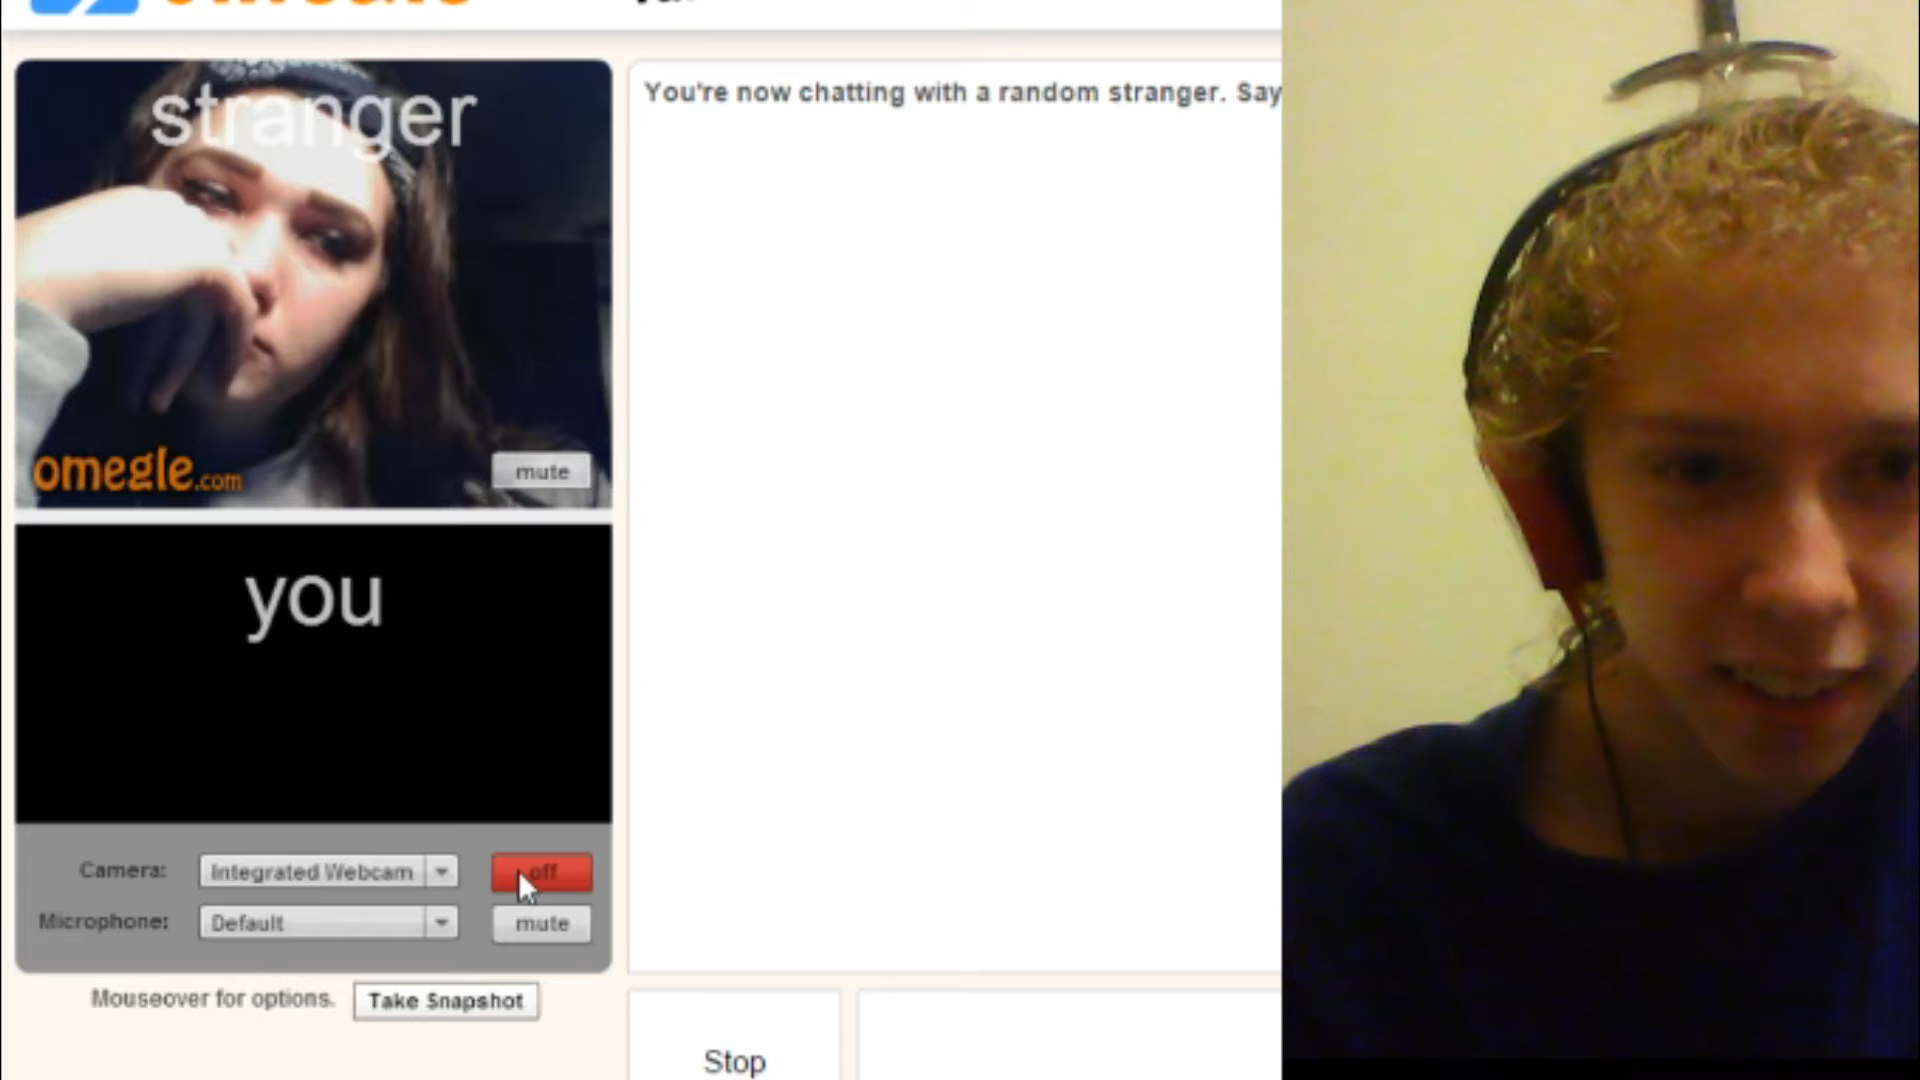 stranger
omegle.com
mute
you
Camera:
Integrated Webcam
off
Microphone:
Default
mute
Mouseover for options.
Take Snapshot
You're now chatting with a random stranger. Say
Stop